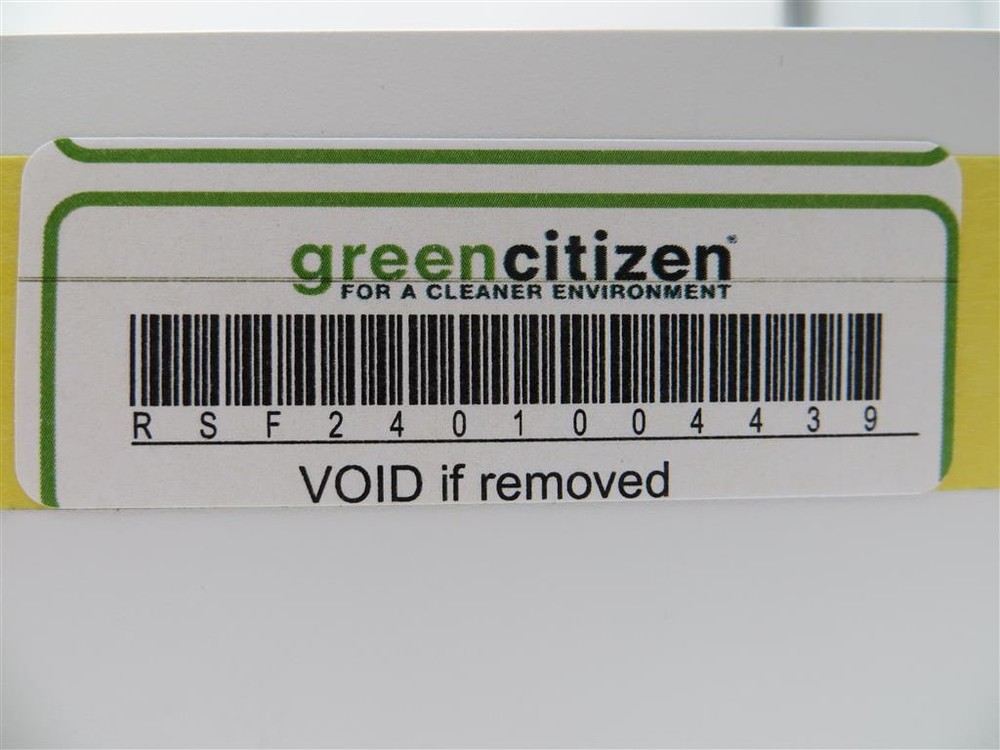 greencitizen®
FOR A CLEANER ENVIRONMENT
RSF2401004439
VOID if removed